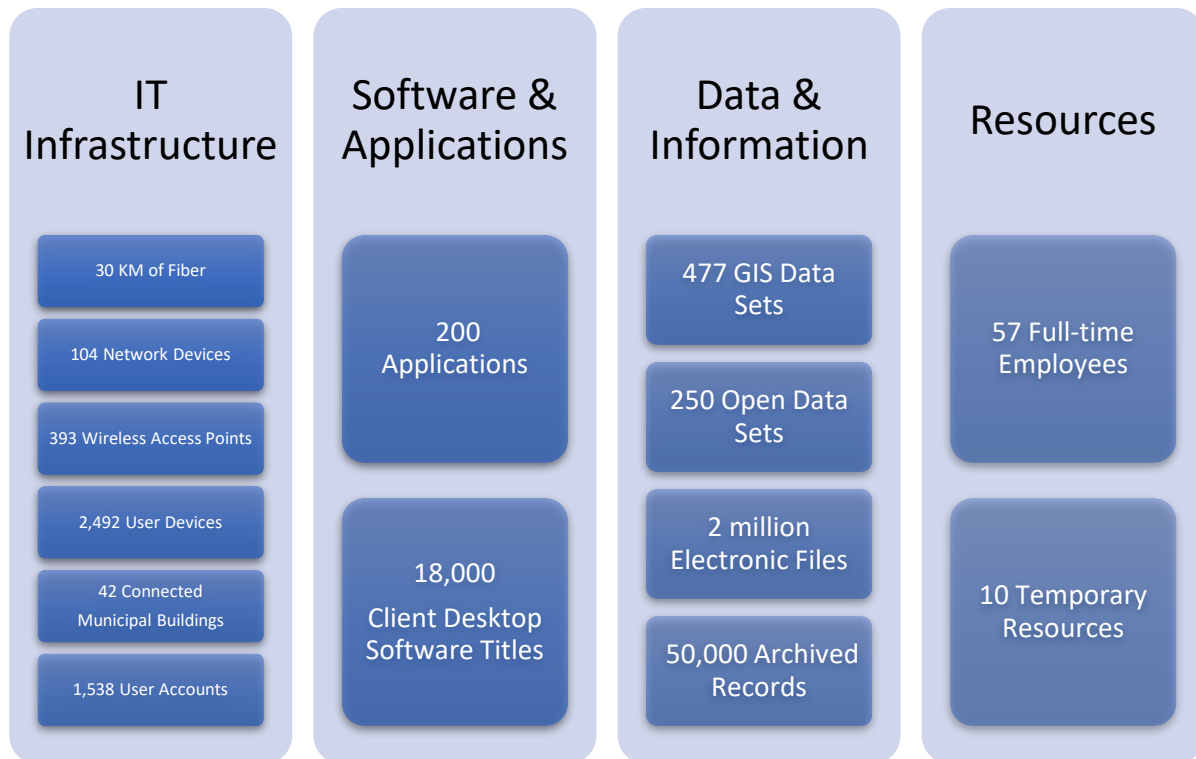 IT
Infrastructure
30 KM of Fiber
104 Network Devices
393 Wireless Access Points
2,492 User Devices
42 Connected
Municipal Buildings
1,538 User Accounts
Software &
Applications
200
Applications
18,000
Client Desktop
Software Titles
Data &
Information
477 GIS Data
Sets
250 Open Data
Sets
2 million
Electronic Files
50,000 Archived
Records
Resources
57 Full-time
Employees
10 Temporary
Resources